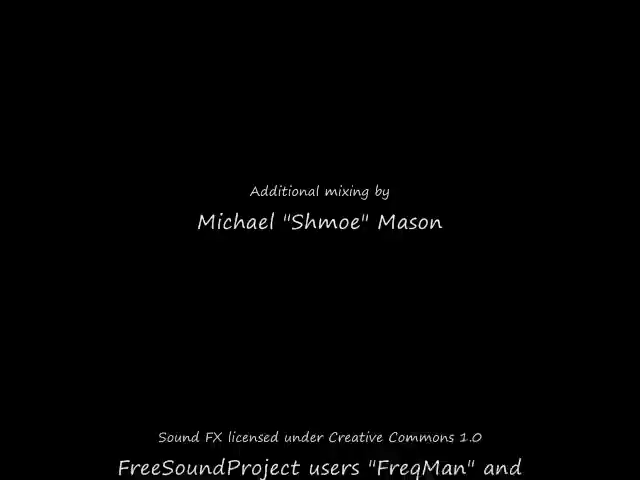 Additional mixing by
Michael "Shmoe" Mason
Sound FX licensed under Creative Commons 1.0
FreeSoundProject users "FreqMan" and